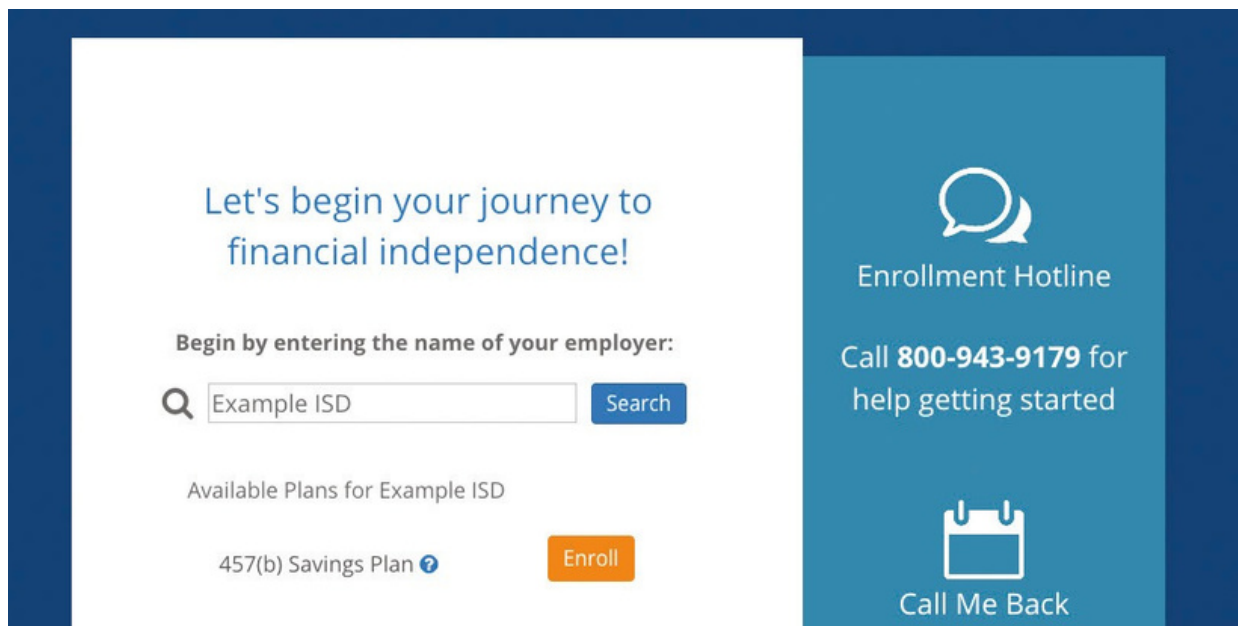 Let's begin your journey to
financial independence!
Begin by entering the name of your employer:
Example ISD
Search
Available Plans for Example ISD
457(b) Savings Plan ?
Enroll
Enrollment Hotline
Call 800-943-9179 for
help getting started
Call Me Back